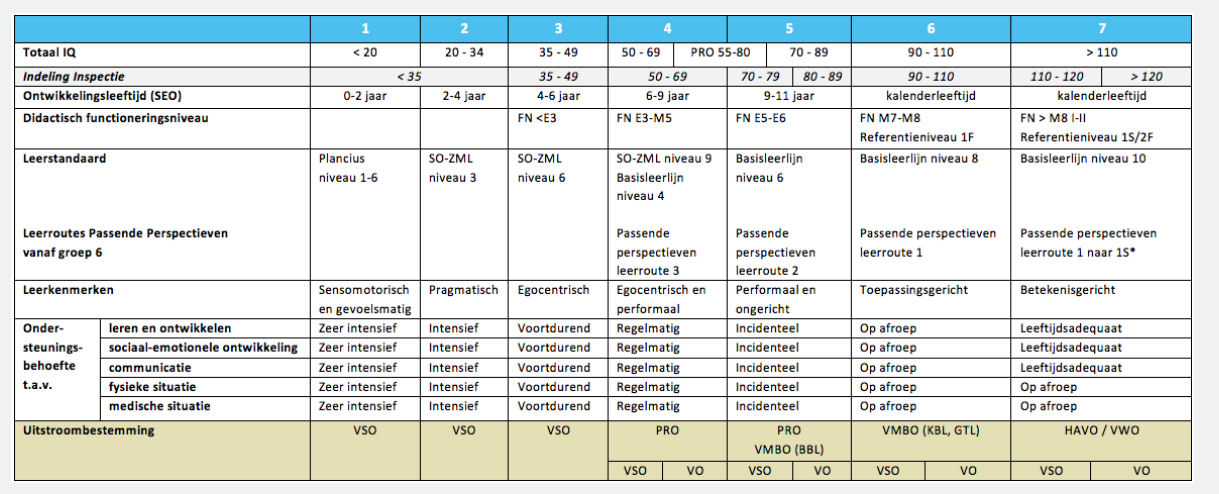 1 2 3 4 5 6 7
Totaal IQ < 20 20 - 34 35 - 49 50 - 69 PRO 55-80 70 - 89 90 - 110 > 110
Indeling Inspectie < 35 35 - 49 50 - 69 70 - 79 80 - 89 90 - 110 110 - 120 > 120
Ontwikkelingsleeftijd (SEO) 0-2 jaar 2-4 jaar 4-6 jaar 6-9 jaar 9-11 jaar kalenderleeftijd kalenderleeftijd
Didactisch functioneringsniveau FN <E3 FN E3-M5 FN E5-E6 FN M7-M8 FN > M8 I-II
Referentieniveau 1F Referentieniveau 1S/2F
Leerstandaard Plancius SO-ZML SO-ZML SO-ZML niveau 9 Basisleerlijn Basisleerlijn niveau 8 Basisleerlijn niveau 10
niveau 1-6 niveau 3 niveau 6 Basisleerlijn niveau 6
niveau 4
Leerroutes Passende Perspectieven Passende Passende Passende perspectieven Passende perspectieven
vanaf groep 6 perspectieven perspectieven leerroute 1 leerroute 1 naar 1S*
leerroute 3 leerroute 2
Leerkenmerken Sensomotorisch Pragmatisch Egocentrisch Egocentrisch en Performaal en Toepassingsgericht Betekenisgericht
en gevoelsmatig performaal ongericht
Onder- leren en ontwikkelen Zeer intensief Intensief Voortdurend Regelmatig Incidenteel Op afroep Leeftijdsadequaat
steunings- sociaal-emotionele ontwikkeling Zeer intensief Intensief Voortdurend Regelmatig Incidenteel Op afroep Leeftijdsadequaat
behoefte communicatie Zeer intensief Intensief Voortdurend Regelmatig Incidenteel Op afroep Leeftijdsadequaat
t.a.v. fysieke situatie Zeer intensief Intensief Voortdurend Regelmatig Incidenteel Op afroep Op afroep
medische situatie Zeer intensief Intensief Voortdurend Regelmatig Incidenteel Op afroep Op afroep
Uitstroombestemming VSO VSO VSO PRO PRO VMBO (KBL, GTL) HAVO / VWO
VMBO (BBL)
VSO VO VSO VO VSO VO VSO VO